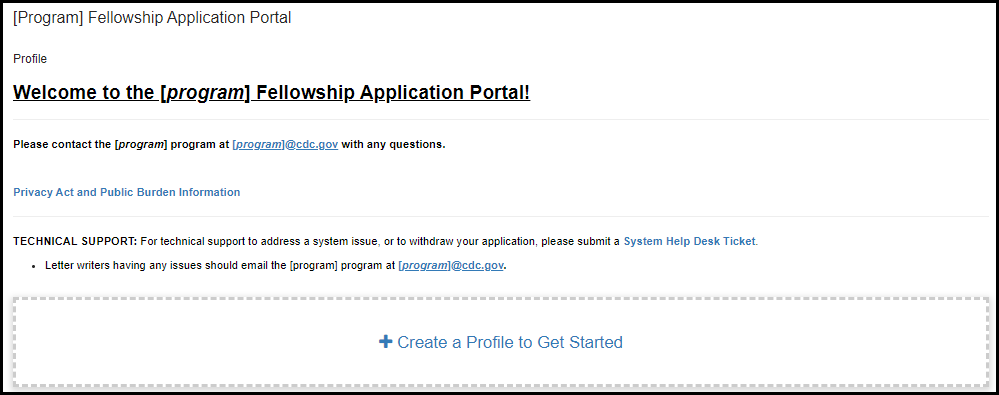 [Program] Fellowship Application Portal
Profile
Welcome to the [program] Fellowship Application Portal!
Please contact the [program] program at [program]@cdc.gov with any questions.
Privacy Act and Public Burden Information
TECHNICAL SUPPORT: For technical support to address a system issue, or to withdraw your application, please submit a System Help Desk Ticket.
• Letter writers having any issues should email the [program] program at [program]@cdc.gov.
+ Create a Profile to Get Started